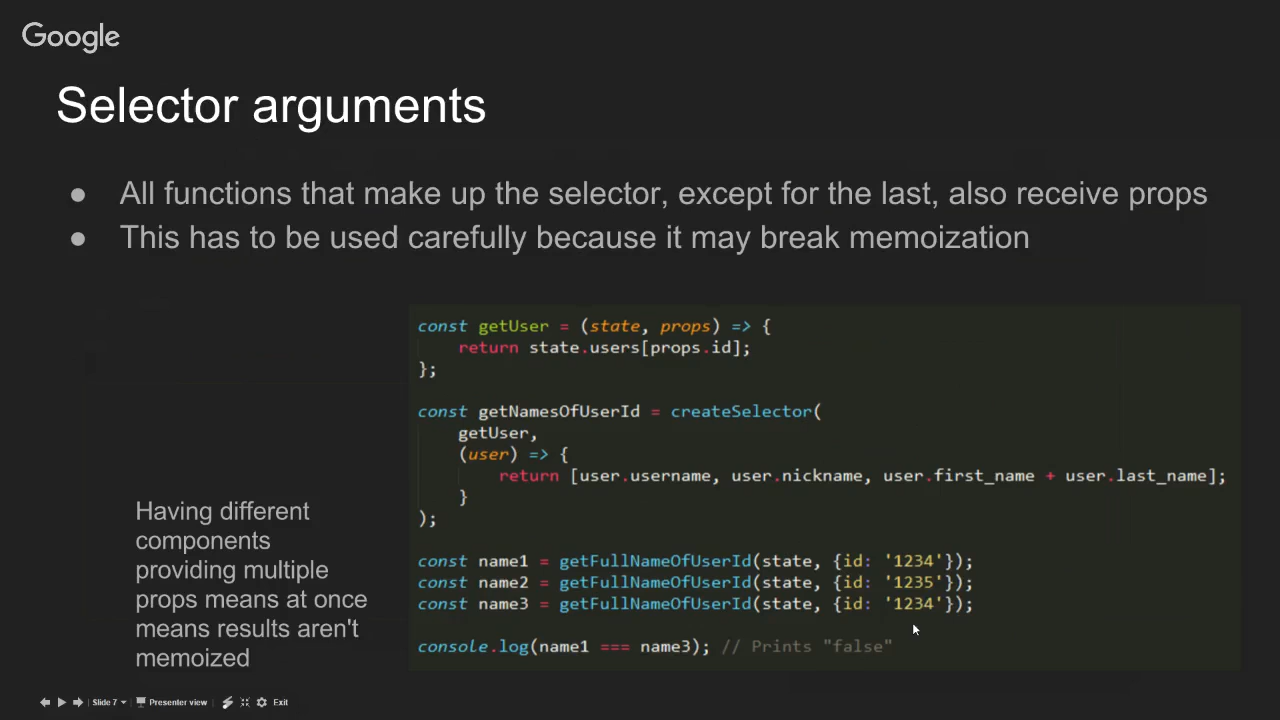 Google
Selector arguments
● All functions that make up the selector, except for the last, also receive props
● This has to be used carefully because it may break memoization
const getUser = (state, props) => {
    return state.users[props.id];
};
const getNamesOfUserId = createSelector(
    getUser,
    (user) => {
        return [user.username, user.nickname, user.first_name + user.last_name];
    }
);
const name1 = getFullNameOfUserId(state, {id: '1234'});
const name2 = getFullNameOfUserId(state, {id: '1235'});
const name3 = getFullNameOfUserId(state, {id: '1234'});
console.log(name1 === name3); // Prints "false"
Having different
components
providing multiple
props means at once
means results aren't
memoized
Slide 7 Presenter view Exit